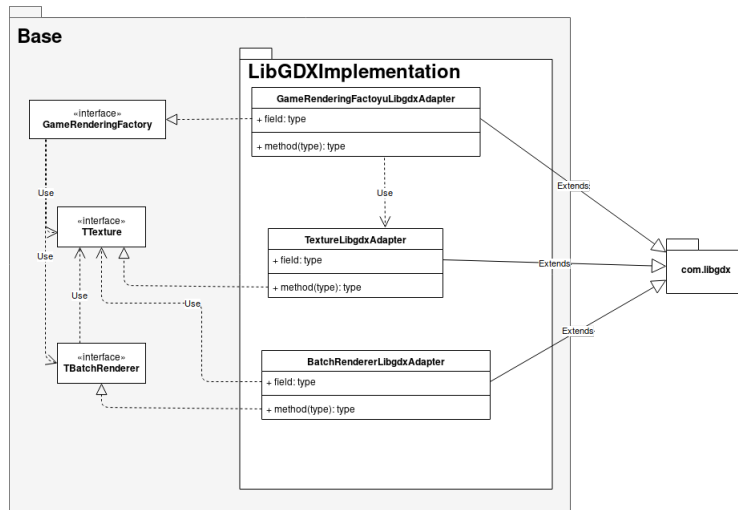 Base
LibGDXImplementation
GameRenderingFactoyuLibgdxAdapter
+ field: type
+ method(type): type
«interface»
GameRenderingFactory
Use
Use
Extends
«interface»
TTexture
TextureLibgdxAdapter
+ field: type
+ method(type): type
Use
Extends
com.libgdx
Use
Use
Extends
«interface»
TBatchRenderer
BatchRendererLibgdxAdapter
+ field: type
+ method(type): type